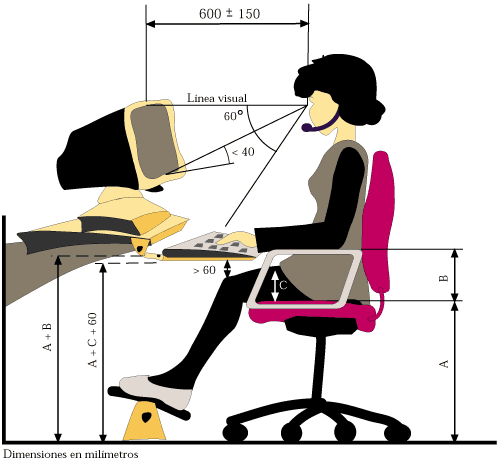 600 ± 150
Línea visual
60°
< 40
> 60
C
B
A
A + B
A + C + 60
Dimensiones en milímetros